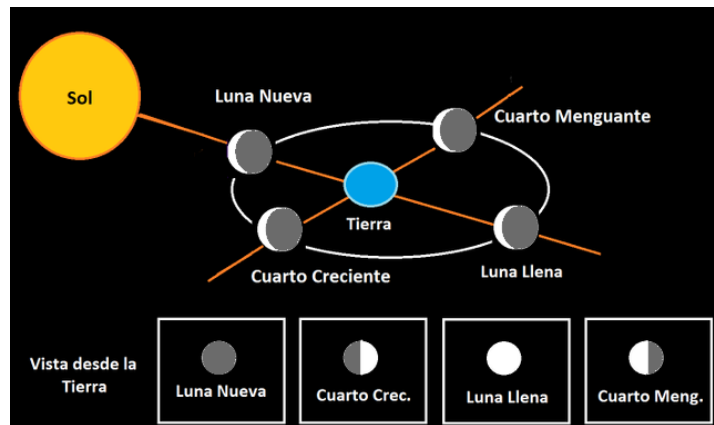 Sol
Luna Nueva
Cuarto Menguante
Tierra
Cuarto Creciente
Luna Llena
Vista desde la
Tierra
Luna Nueva
Cuarto Crec.
Luna Llena
Cuarto Meng.